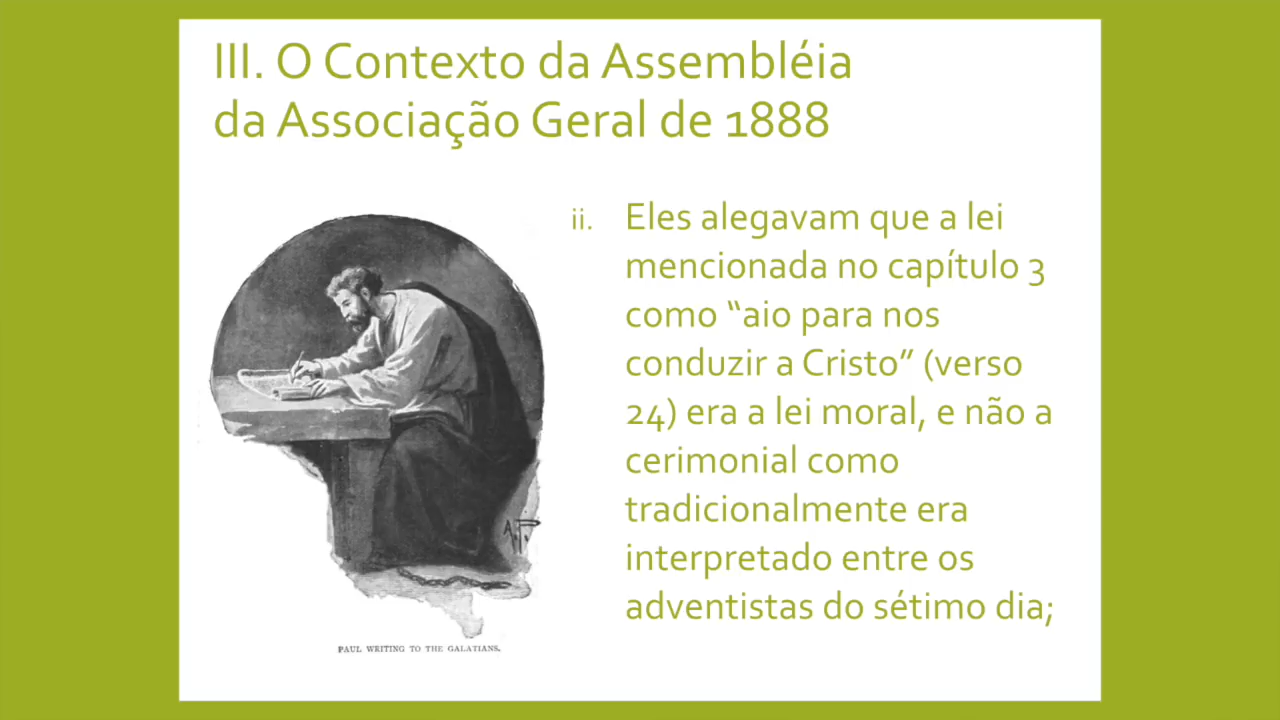 III. O Contexto da Assembléia
da Associação Geral de 1888
ii. Eles alegavam que a lei
mencionada no capítulo 3
como “aio para nos
conduzir a Cristo” (verso
24) era a lei moral, e não a
cerimonial como
tradicionalmente era
interpretado entre os
adventistas do sétimo dia;
A.P.
PAUL WRITING TO THE GALATIANS.